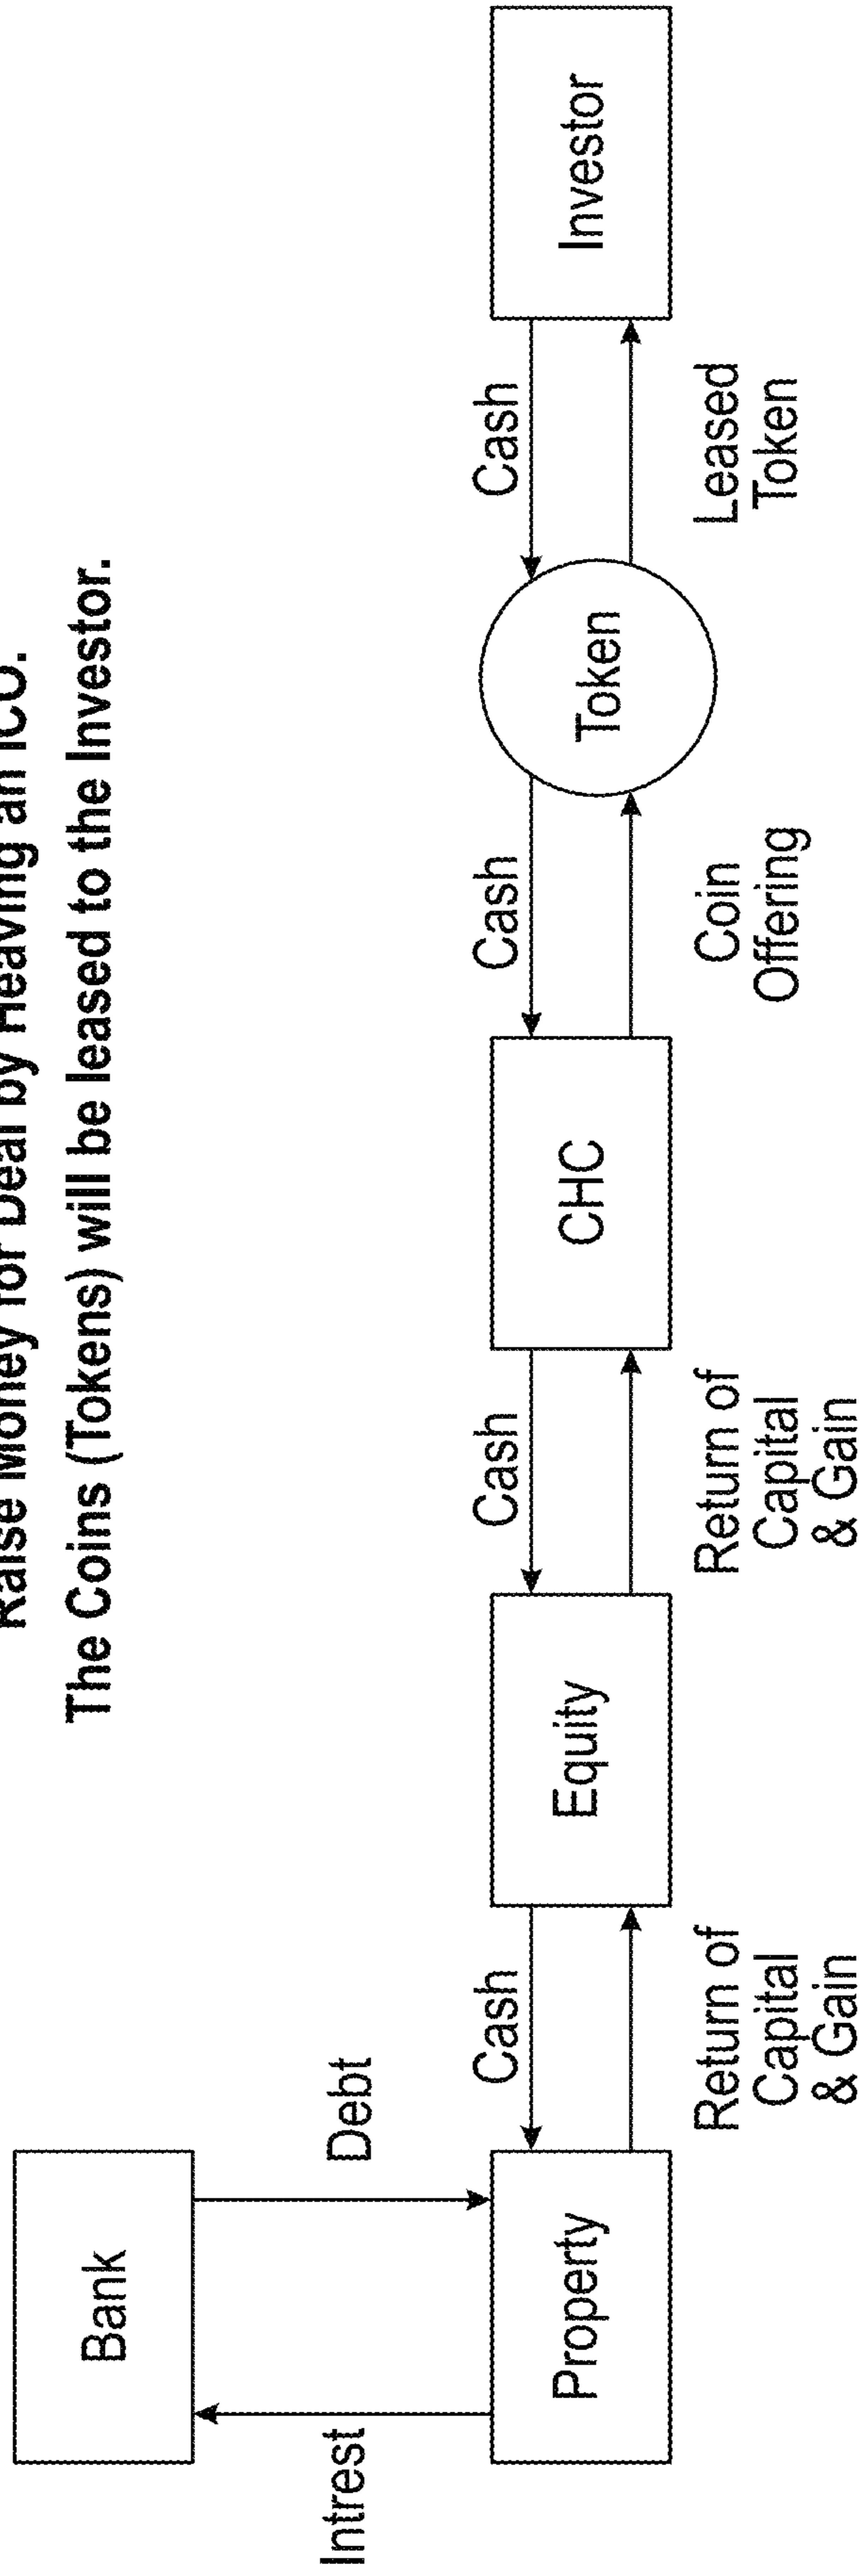 Raise Money for Deal by Heaving an ICO.
The Coins (Tokens) will be leased to the Investor.
Bank
Intrest
Debt
Property
Cash
Return of
Capital
& Gain
Equity
Cash
Return of
Capital
& Gain
CHC
Cash
Coin
Offering
Token
Cash
Leased
Token
Investor